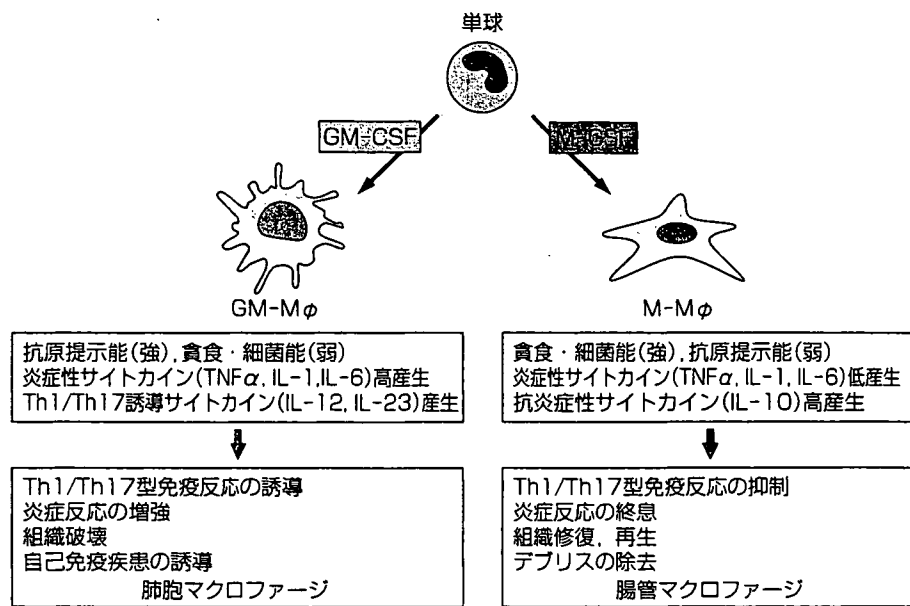 単球
GM-CSF
M-CSF
GM-Mφ
M-Mφ
抗原提示能(強),貪食・細菌能(弱)
炎症性サイトカイン(TNFα, IL-1,IL-6)高産生
Th1/Th17誘導サイトカイン(IL-12, IL-23)産生
貪食・細菌能(強),抗原提示能(弱)
炎症性サイトカイン(TNFα, IL-1, IL-6)低産生
抗炎症性サイトカイン(IL-10)高産生
Th1/Th17型免疫反応の誘導
炎症反応の増強
組織破壊
自己免疫疾患の誘導
肺胞マクロファージ
Th1/Th17型免疫反応の抑制
炎症反応の終息
組織修復,再生
デブリスの除去
腸管マクロファージ